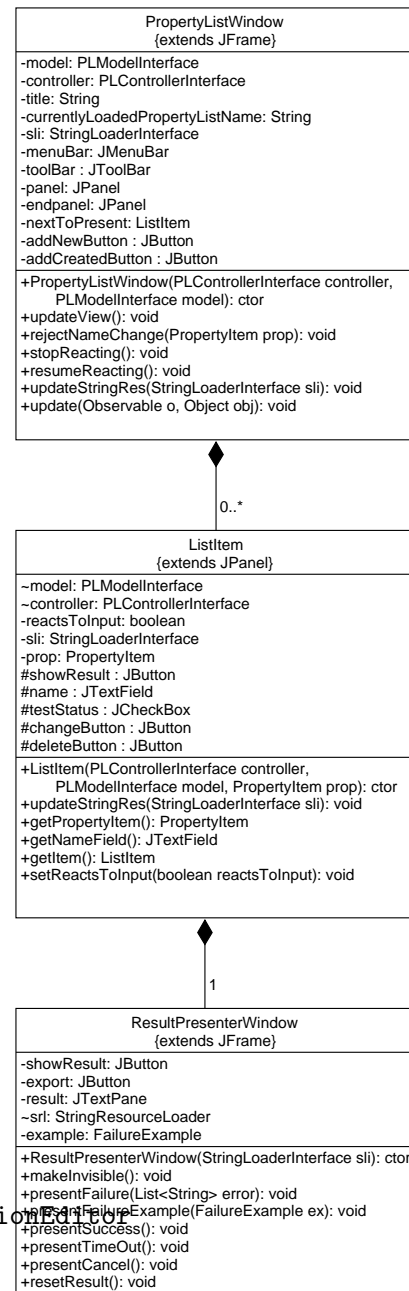 PropertyListWindow
{extends JFrame}
-model: PLModelInterface
-controller: PLControllerInterface
-title: String
-currentlyLoadedPropertyListName: String
-sli: StringLoaderInterface
-menuBar: JMenuBar
-toolBar : JToolBar
-panel: JPanel
-endpanel: JPanel
-nextToPresent: ListItem
-addNewButton : JButton
-addCreatedButton : JButton
+PropertyListWindow(PLControllerInterface controller,
PLModelInterface model): ctor
+updateView(): void
+rejectNameChange(PropertyItem prop): void
+stopReacting(): void
+resumeReacting(): void
+updateStringRes(StringLoaderInterface sli): void
+update(Observable o, Object obj): void
0..*
ListItem
{extends JPanel}
~model: PLModelInterface
~controller: PLControllerInterface
-reactsToInput: boolean
-sli: StringLoaderInterface
-prop: PropertyItem
#showResult : JButton
#name : JTextField
#testStatus : JCheckBox
#changeButton : JButton
#deleteButton : JButton
+ListItem(PLControllerInterface controller,
PLModelInterface model, PropertyItem prop): ctor
+updateStringRes(StringLoaderInterface sli): void
+getPropertyItem(): PropertyItem
+getNameField(): JTextField
+getItem(): ListItem
+setReactsToInput(boolean reactsToInput): void
1
ResultPresenterWindow
{extends JFrame}
-showResult: JButton
-export: JButton
-result: JTextPane
~srl: StringResourceLoader
-example: FailureExample
+ResultPresenterWindow(StringLoaderInterface sli): ctor
+makeInvisible(): void
+presentFailure(List<String> error): void
+presentFailureExample(FailureExample ex): void
ionEditor
+presentSuccess(): void
+presentTimeOut(): void
+presentCancel(): void
+resetResult(): void